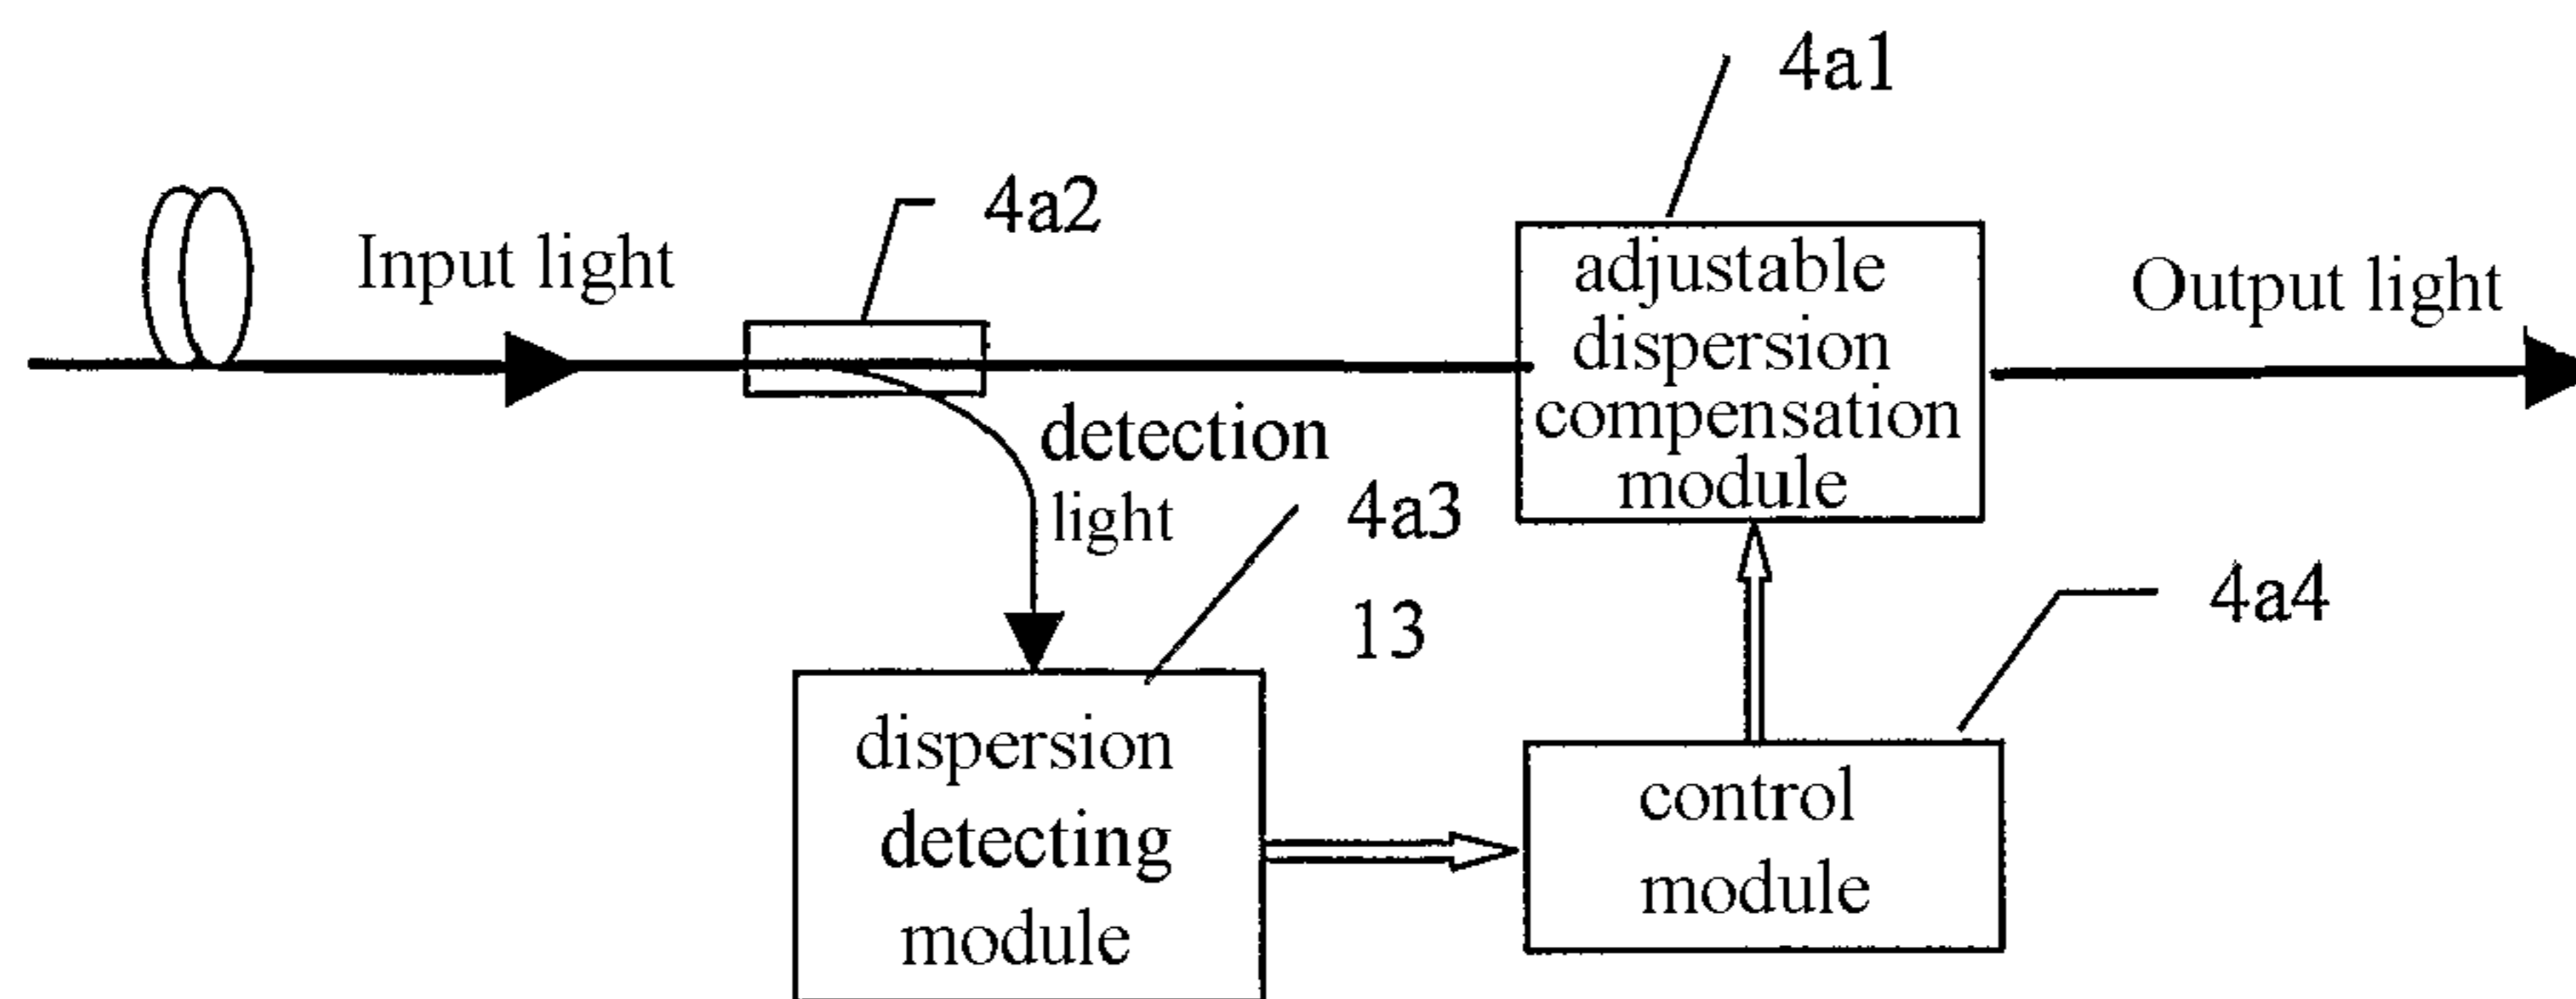 4a1
4a2
Input light
adjustable
dispersion
compensation
module
Output light
detection
light
4a3
13
4a4
dispersion
detecting
module
control
module